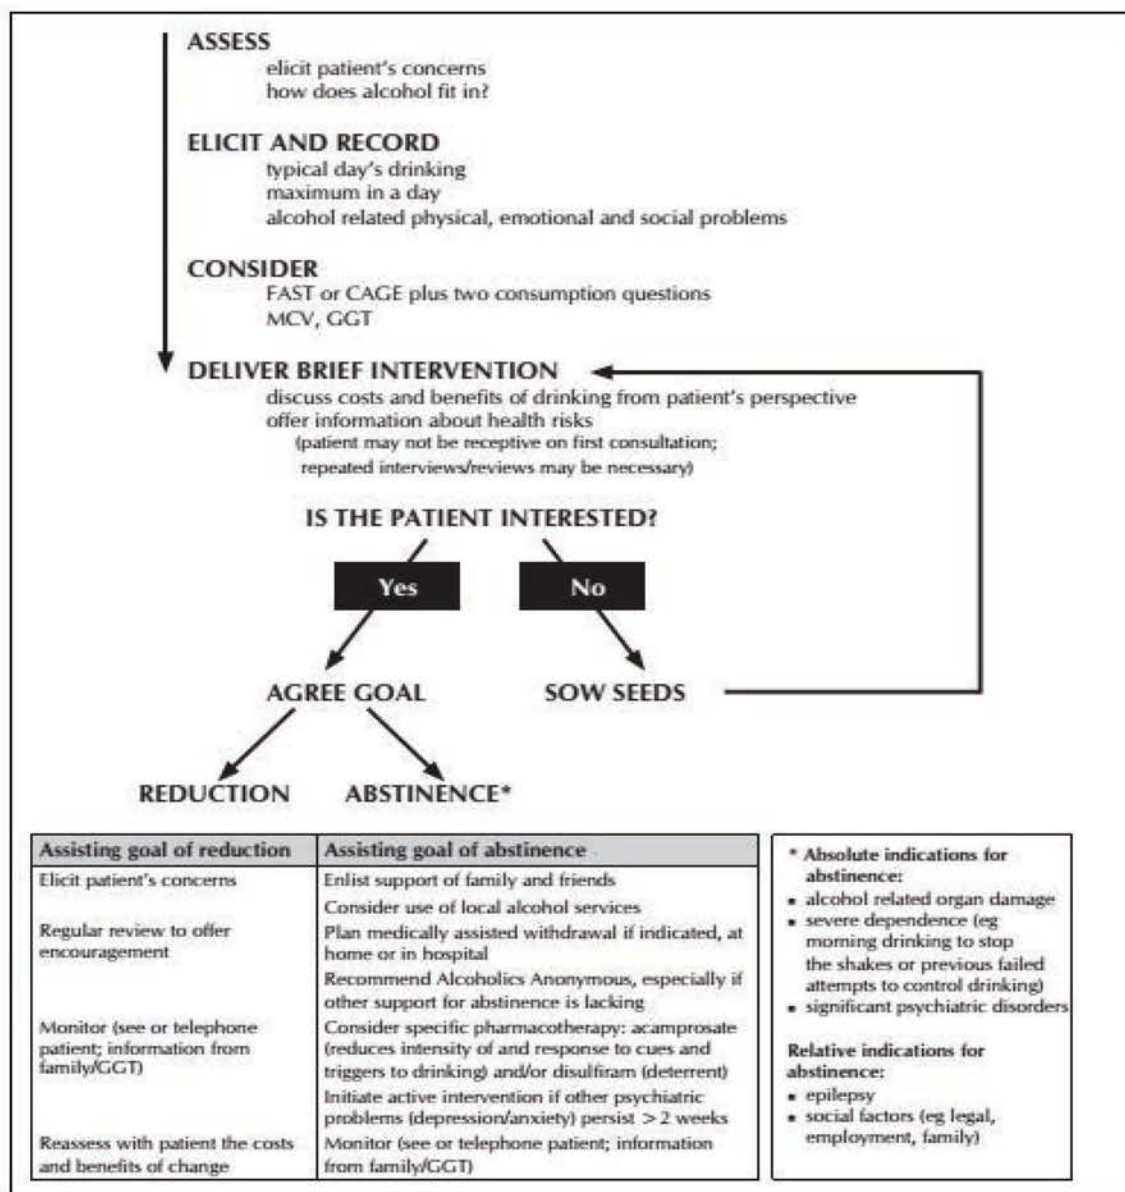 ASSESS
elicit patient's concerns
how does alcohol fit in?
ELICIT AND RECORD
typical day's drinking
maximum in a day
alcohol related physical, emotional and social problems
CONSIDER
FAST or CAGE plus two consumption questions
MCV, GGT
DELIVER BRIEF INTERVENTION
discuss costs and benefits of drinking from patient's perspective
offer information about health risks
(patient may not be receptive on first consultation;
repeated interviews/reviews may be necessary)
IS THE PATIENT INTERESTED?
Yes
No
AGREE GOAL
SOW SEEDS
REDUCTION
ABSTINENCE*
Assisting goal of reduction
Elicit patient's concerns
Regular review to offer
encouragement
Monitor (see or telephone
patient; information from
family/GGT)
Reassess with patient the costs
and benefits of change
Assisting goal of abstinence
Enlist support of family and friends
Consider use of local alcohol services
Plan medically assisted withdrawal if indicated, at
home or in hospital
Recommend Alcoholics Anonymous, especially if
other support for abstinence is lacking
Consider specific pharmacotherapy: acamprosate
(reduces intensity of and response to cues and
triggers to drinking) and/or disulfiram (deterrent)
Initiate active intervention if other psychiatric
problems (depression/anxiety) persist > 2 weeks
Monitor (see or telephone patient; information
from family/GGT)
* Absolute indications for
abstinence:
▪ alcohol related organ damage
▪ severe dependence (eg
morning drinking to stop
the shakes or previous failed
attempts to control drinking)
▪ significant psychiatric disorders
Relative indications for
abstinence:
▪ epilepsy
▪ social factors (eg legal,
employment, family)